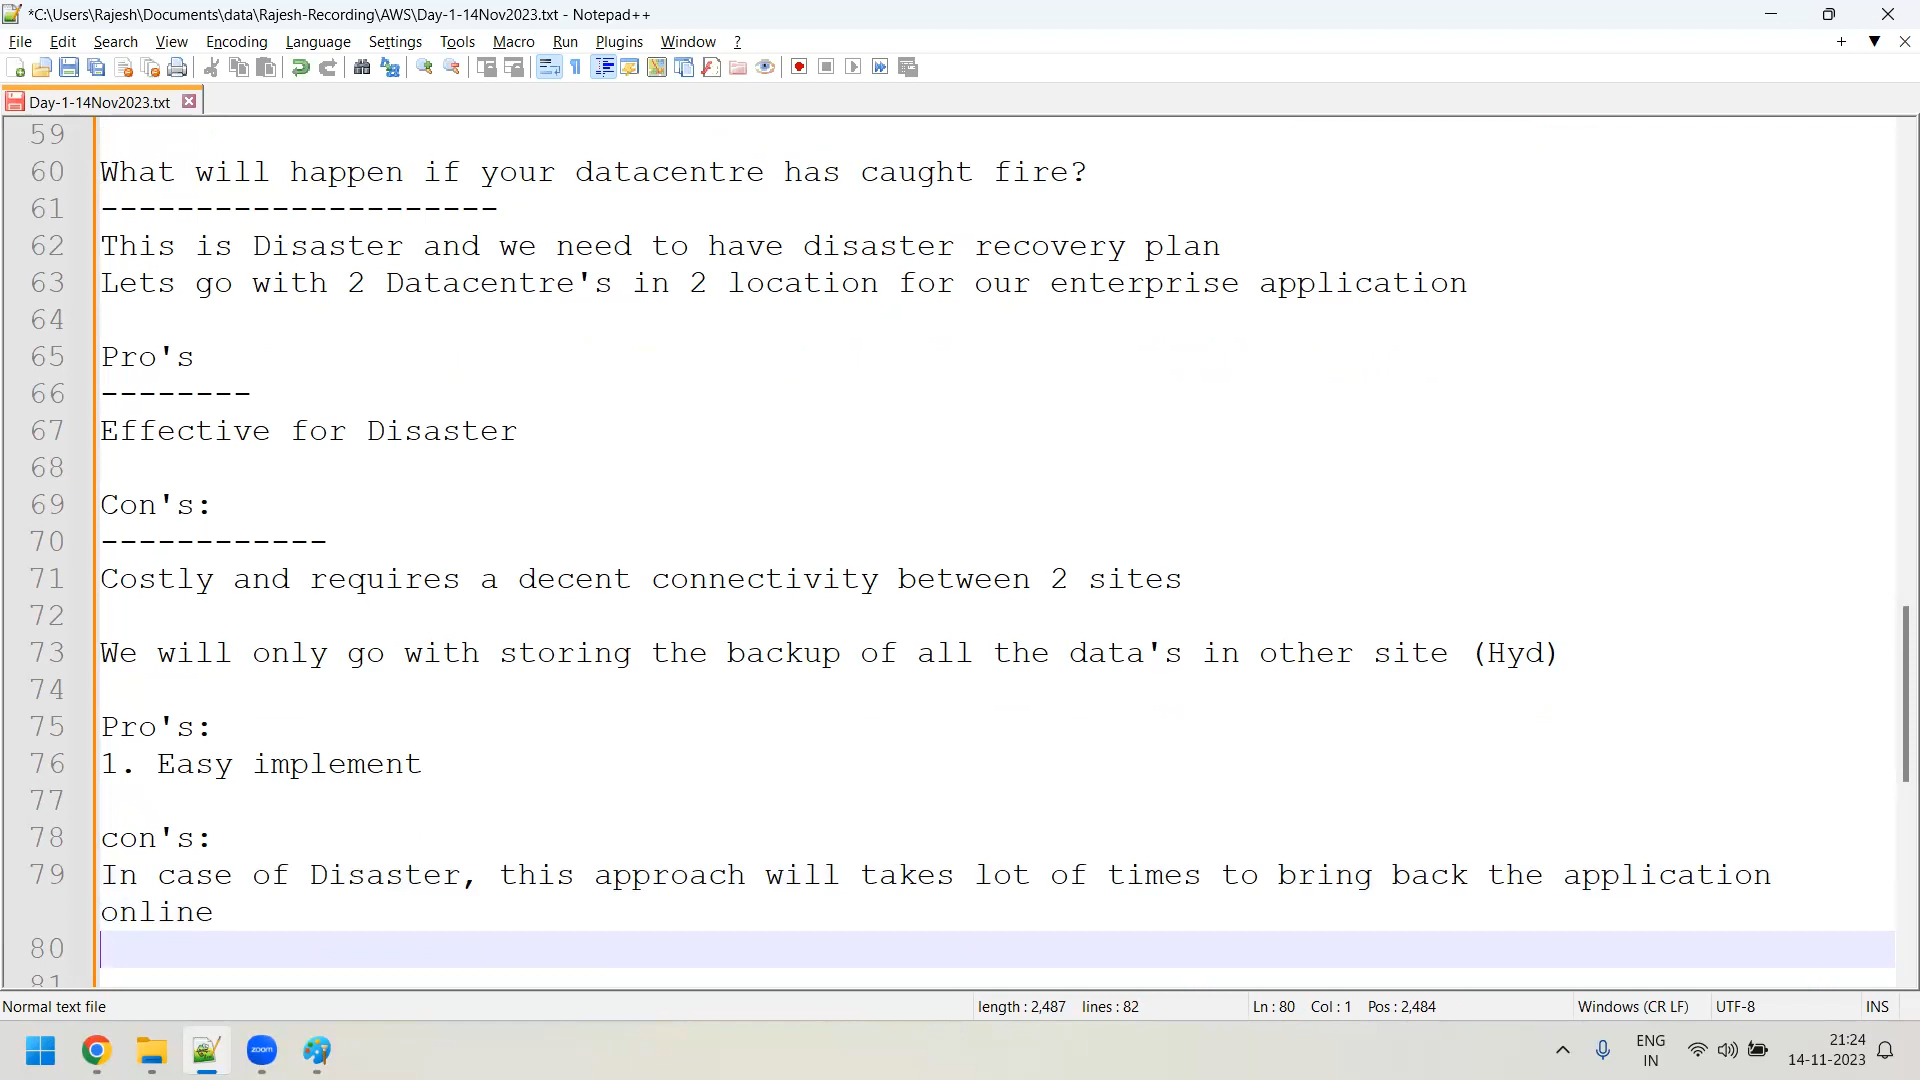 *C:\Users\Rajesh\Documents\data\Rajesh-Recording\AWS\Day-1-14Nov2023.txt - Notepad++
File Edit Search View Encoding Language Settings Tools Macro Run Plugins Window ?
Day-1-14Nov2023.txt
59
60 What will happen if your datacentre has caught fire?
61 ---------------------
62 This is Disaster and we need to have disaster recovery plan
63 Lets go with 2 Datacentre's in 2 location for our enterprise application
64
65 Pro's
66 --------
67 Effective for Disaster
68
69 Con's:
70 ------------
71 Costly and requires a decent connectivity between 2 sites
72
73 We will only go with storing the backup of all the data's in other site (Hyd)
74
75 Pro's:
76 1. Easy implement
77
78 con's:
79 In case of Disaster, this approach will takes lot of times to bring back the application
online
80
81
Normal text file length : 2,487 lines : 82 Ln : 80 Col : 1 Pos : 2,484 Windows (CR LF) UTF-8 INS
zoom
ENG
IN
21:24
14-11-2023